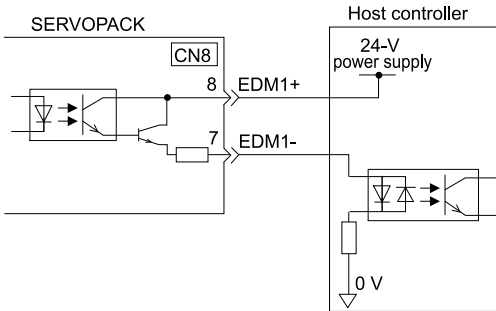 SERVOPACK
Host controller
CN8
24-V
power supply
8 EDM1+
7 EDM1-
0 V